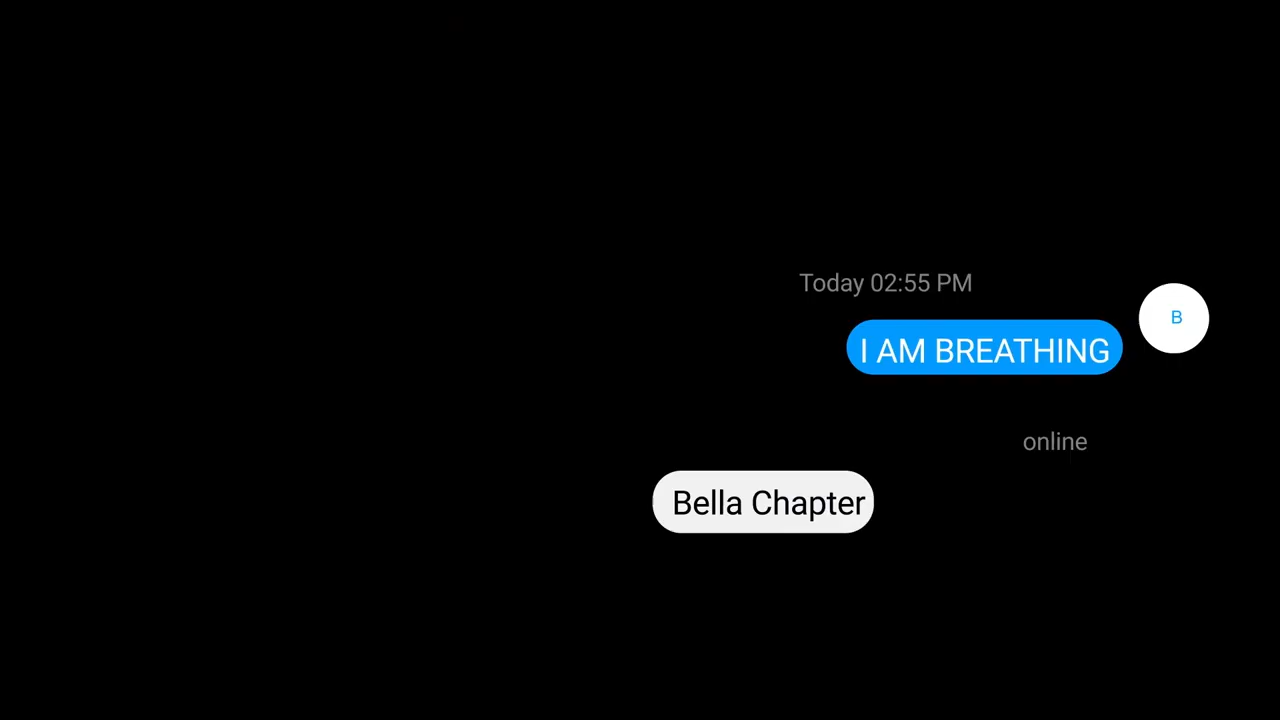 Today 02:55 PM
B
I AM BREATHING
online
Bella Chapter